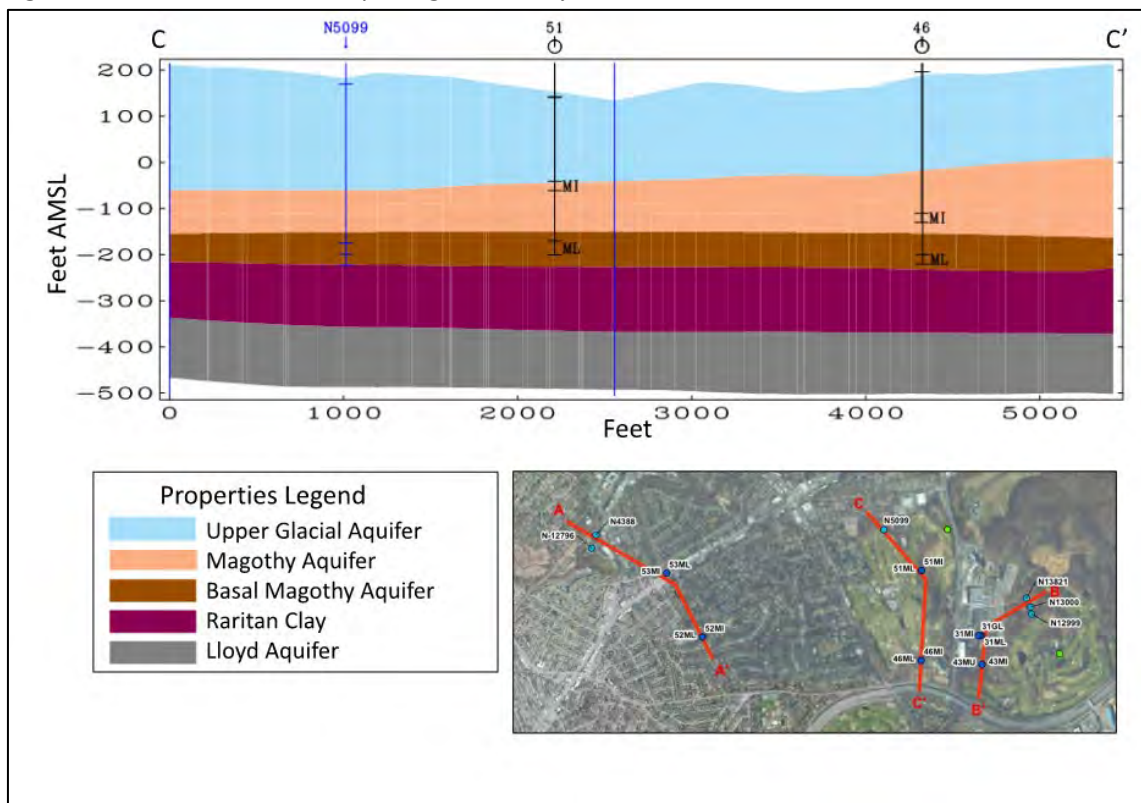 C
N5099
51
46
C'
200
100
0
−100
−200
−300
−400
−500
Feet AMSL
MI
ML
MI
ML
0
1000
2000
3000
4000
5000
Feet
Properties Legend
Upper Glacial Aquifer
Magothy Aquifer
Basal Magothy Aquifer
Raritan Clay
Lloyd Aquifer
A
N4388
N-12796
53ML
53MI
52MI
52ML
A'
C
N5099
51MI
51ML
46MI
46ML
C'
N13821
B
N13000
N12999
31GL
31MI
31ML
43MU
43MI
B'